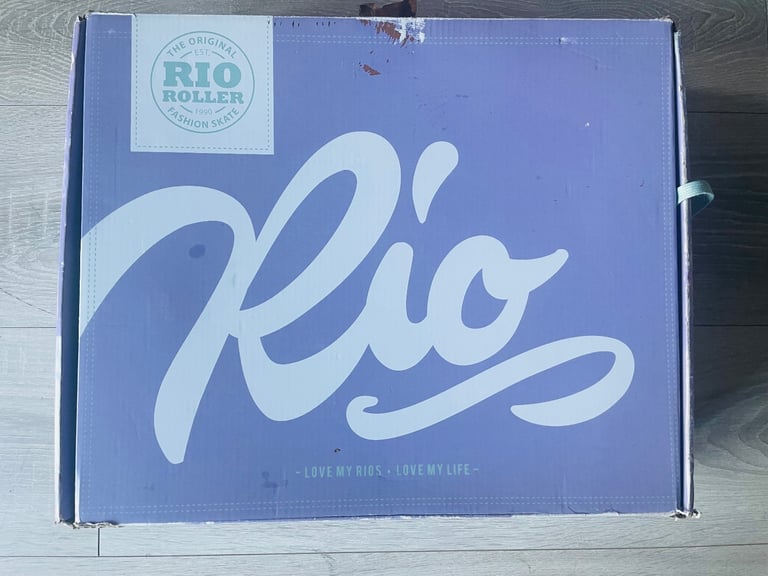 THE ORIGINAL
EST.
RIO
ROLLER
1990
FASHION SKATE
Rio
~ LOVE MY RIOS • LOVE MY LIFE ~